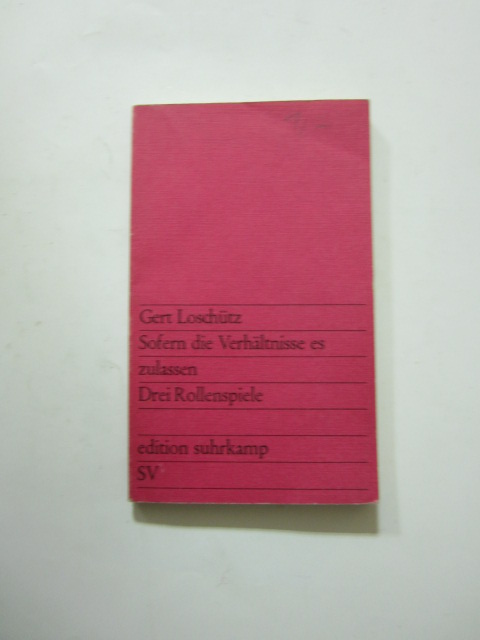 Gert Loschütz
Sofern die Verhältnisse es
zulassen
Drei Rollenspiele
edition suhrkamp
SV